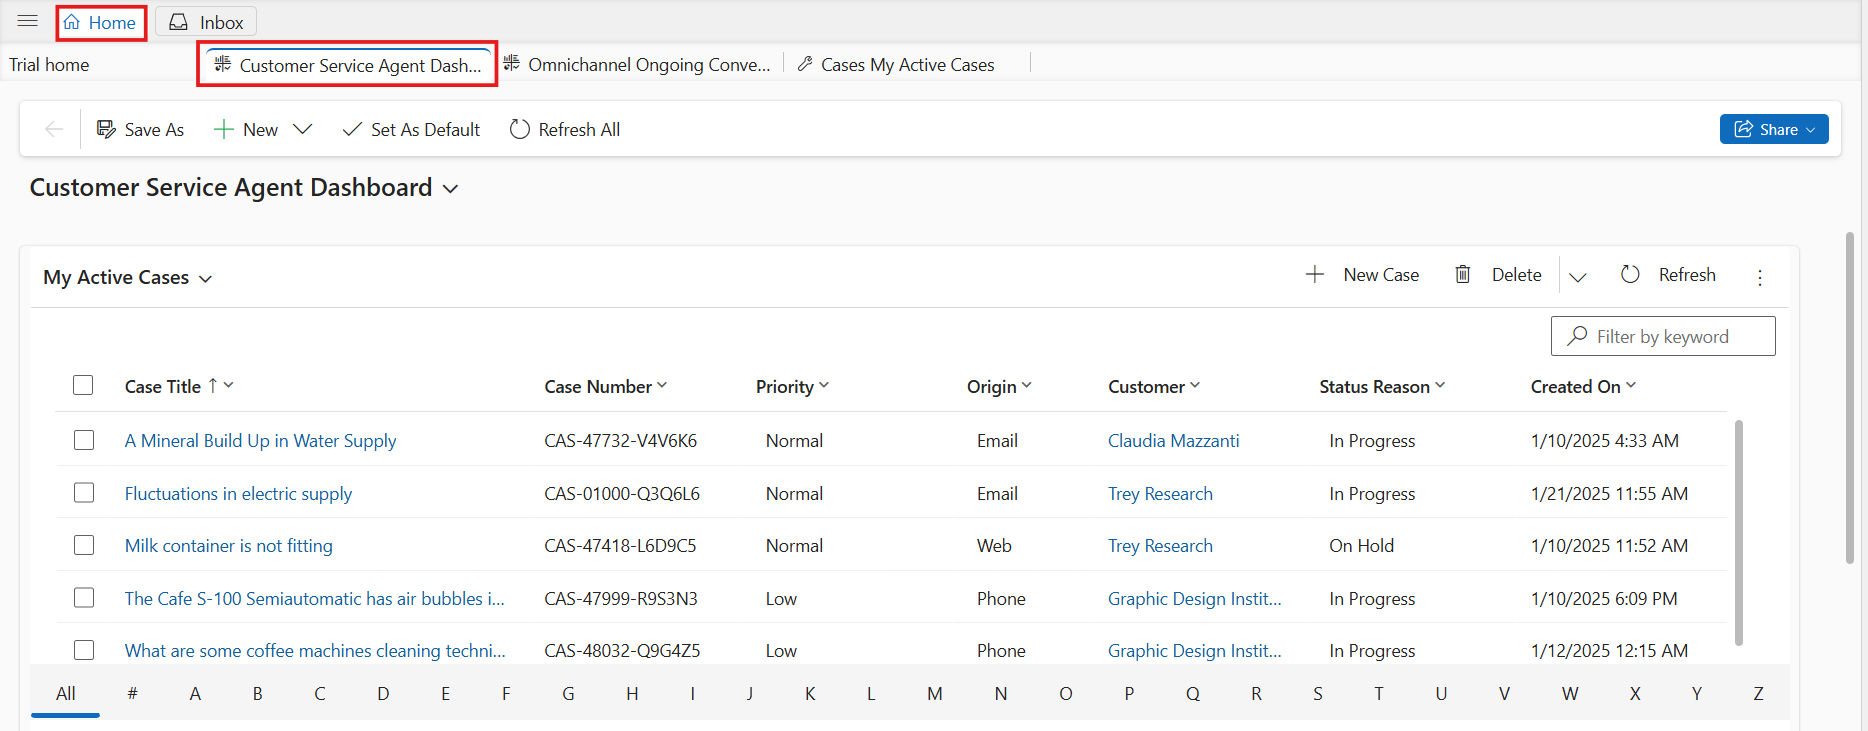 Home Inbox
Trial home Customer Service Agent Dash... Omnichannel Ongoing Conve... Cases My Active Cases
Save As New Set As Default Refresh All Share
Customer Service Agent Dashboard
My Active Cases New Case Delete Refresh
Filter by keyword
Case Title Case Number Priority Origin Customer Status Reason Created On
A Mineral Build Up in Water Supply CAS-47732-V4V6K6 Normal Email Claudia Mazzanti In Progress 1/10/2025 4:33 AM
Fluctuations in electric supply CAS-01000-Q3Q6L6 Normal Email Trey Research In Progress 1/21/2025 11:55 AM
Milk container is not fitting CAS-47418-L6D9C5 Normal Web Trey Research On Hold 1/10/2025 11:52 AM
The Cafe S-100 Semiautomatic has air bubbles i... CAS-47999-R9S3N3 Low Phone Graphic Design Instit... In Progress 1/10/2025 6:09 PM
What are some coffee machines cleaning techni... CAS-48032-Q9G4Z5 Low Phone Graphic Design Instit... In Progress 1/12/2025 12:15 AM
All # A B C D E F G H I J K L M N O P Q R S T U V W X Y Z